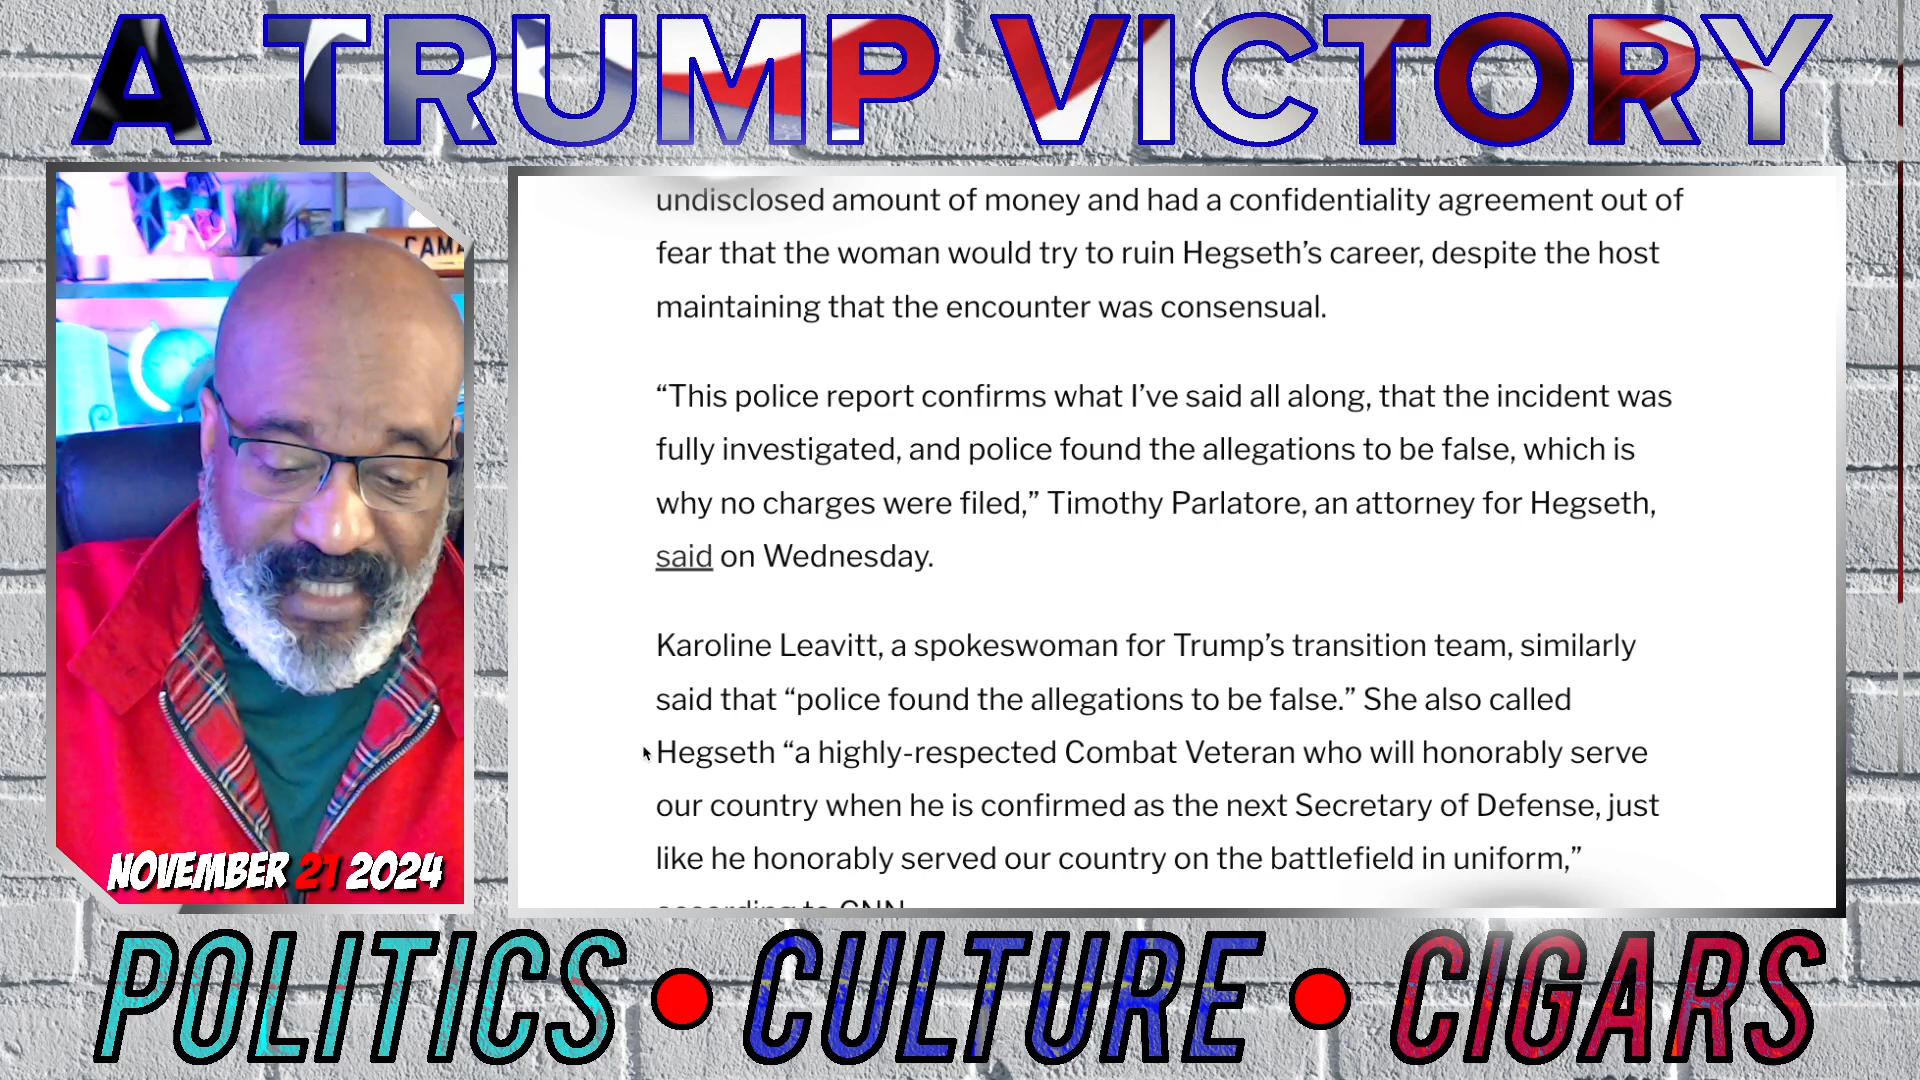 A TRUMP VICTORY
CAMA
undisclosed amount of money and had a confidentiality agreement out of
fear that the woman would try to ruin Hegseth’s career, despite the host
maintaining that the encounter was consensual.
“This police report confirms what I’ve said all along, that the incident was
fully investigated, and police found the allegations to be false, which is
why no charges were filed,” Timothy Parlatore, an attorney for Hegseth,
said on Wednesday.
Karoline Leavitt, a spokeswoman for Trump’s transition team, similarly
said that “police found the allegations to be false.” She also called
Hegseth “a highly-respected Combat Veteran who will honorably serve
our country when he is confirmed as the next Secretary of Defense, just
like he honorably served our country on the battlefield in uniform,”
according to CNN
NOVEMBER 21 2024
POLITICS • CULTURE • CIGARS